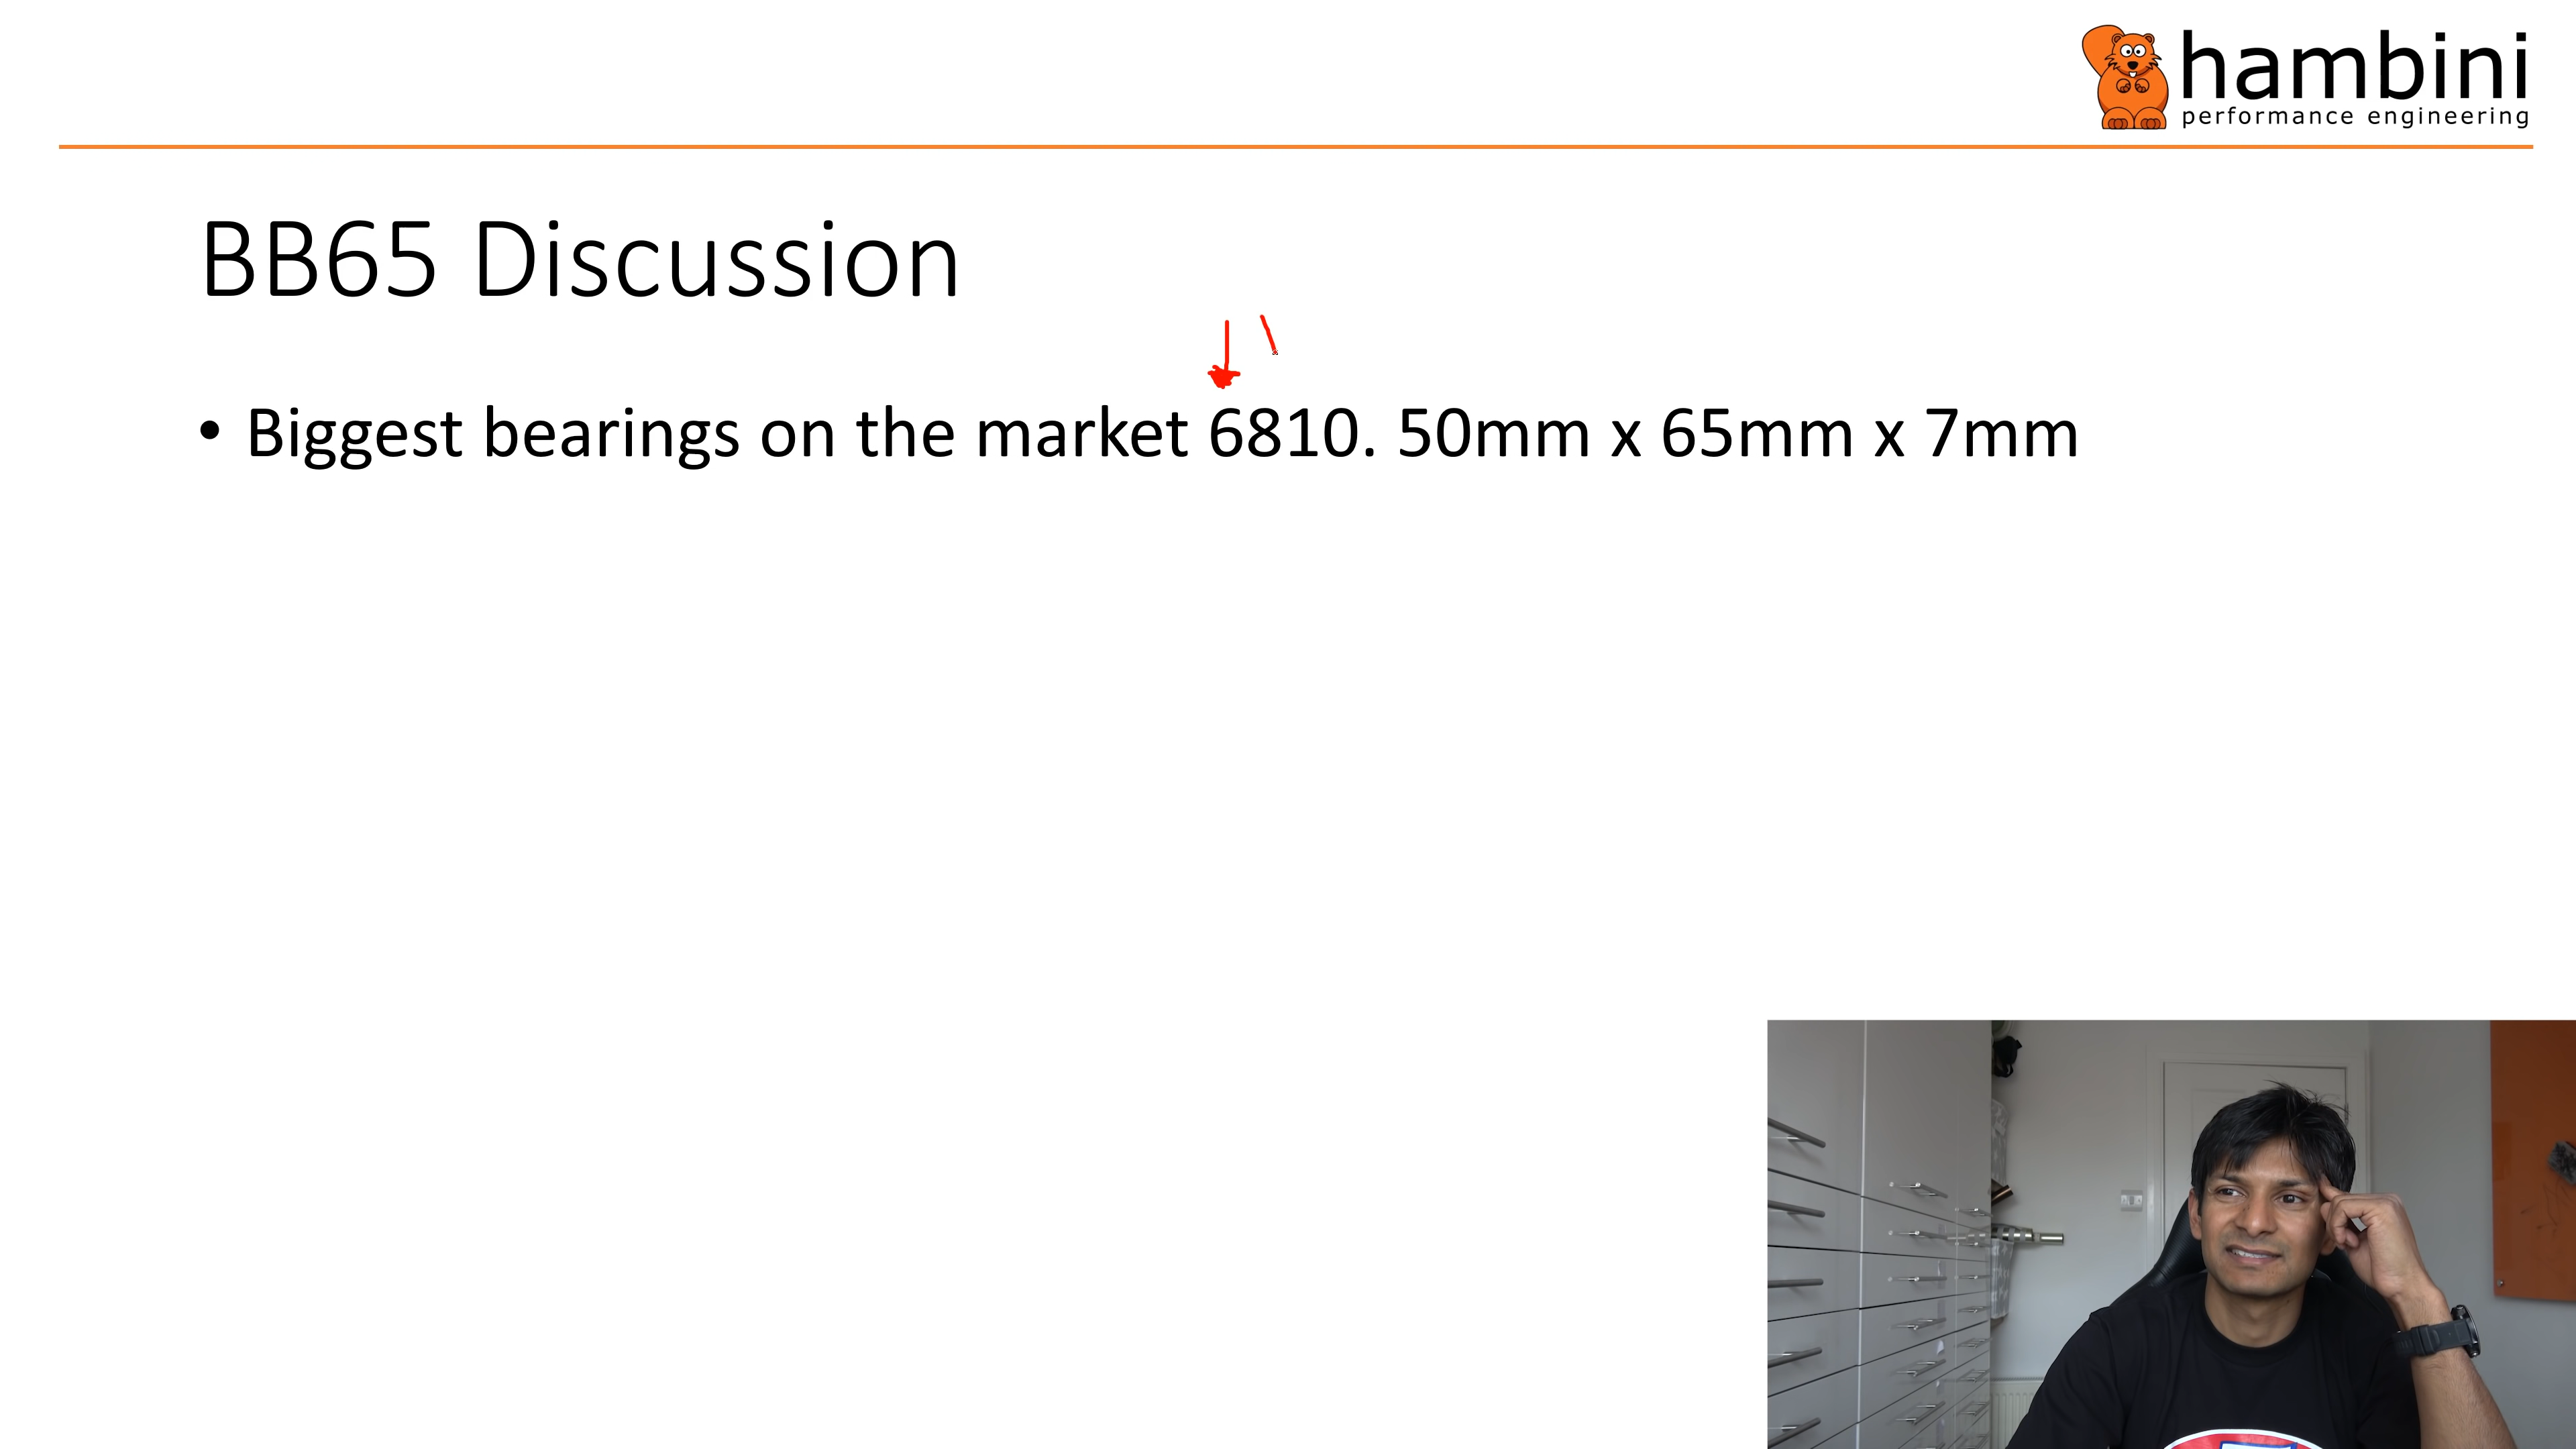 hambini
performance engineering
BB65 Discussion
• Biggest bearings on the market 6810. 50mm x 65mm x 7mm